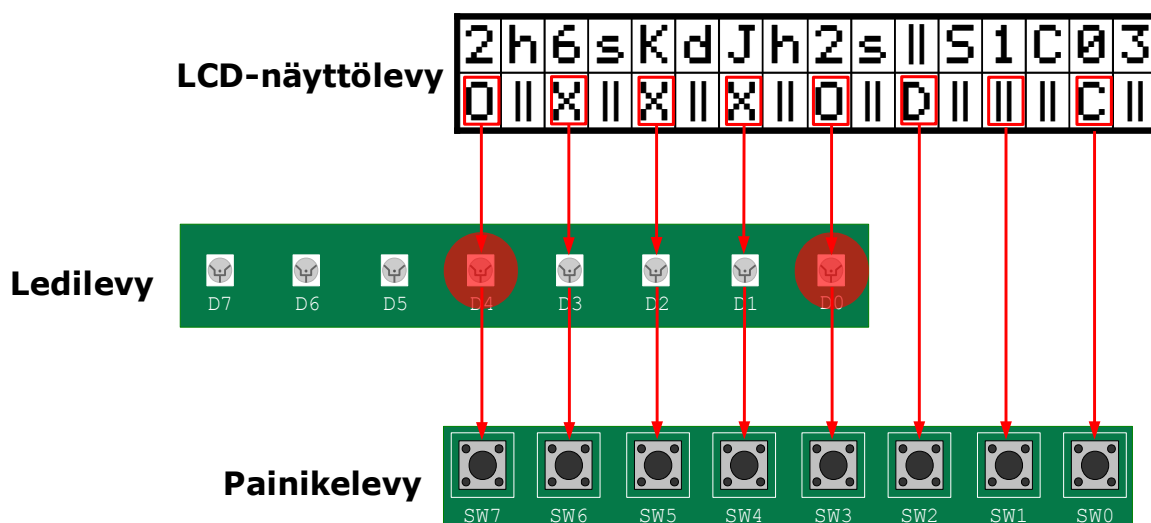 2h6sKdJh2s‖S1C03
LCD-näyttölevy
O‖X‖X‖X‖O‖D‖‖‖C‖
Ledilevy
D7 D6 D5 D4 D3 D2 D1 D0
Painikelevy
SW7 SW6 SW5 SW4 SW3 SW2 SW1 SW0